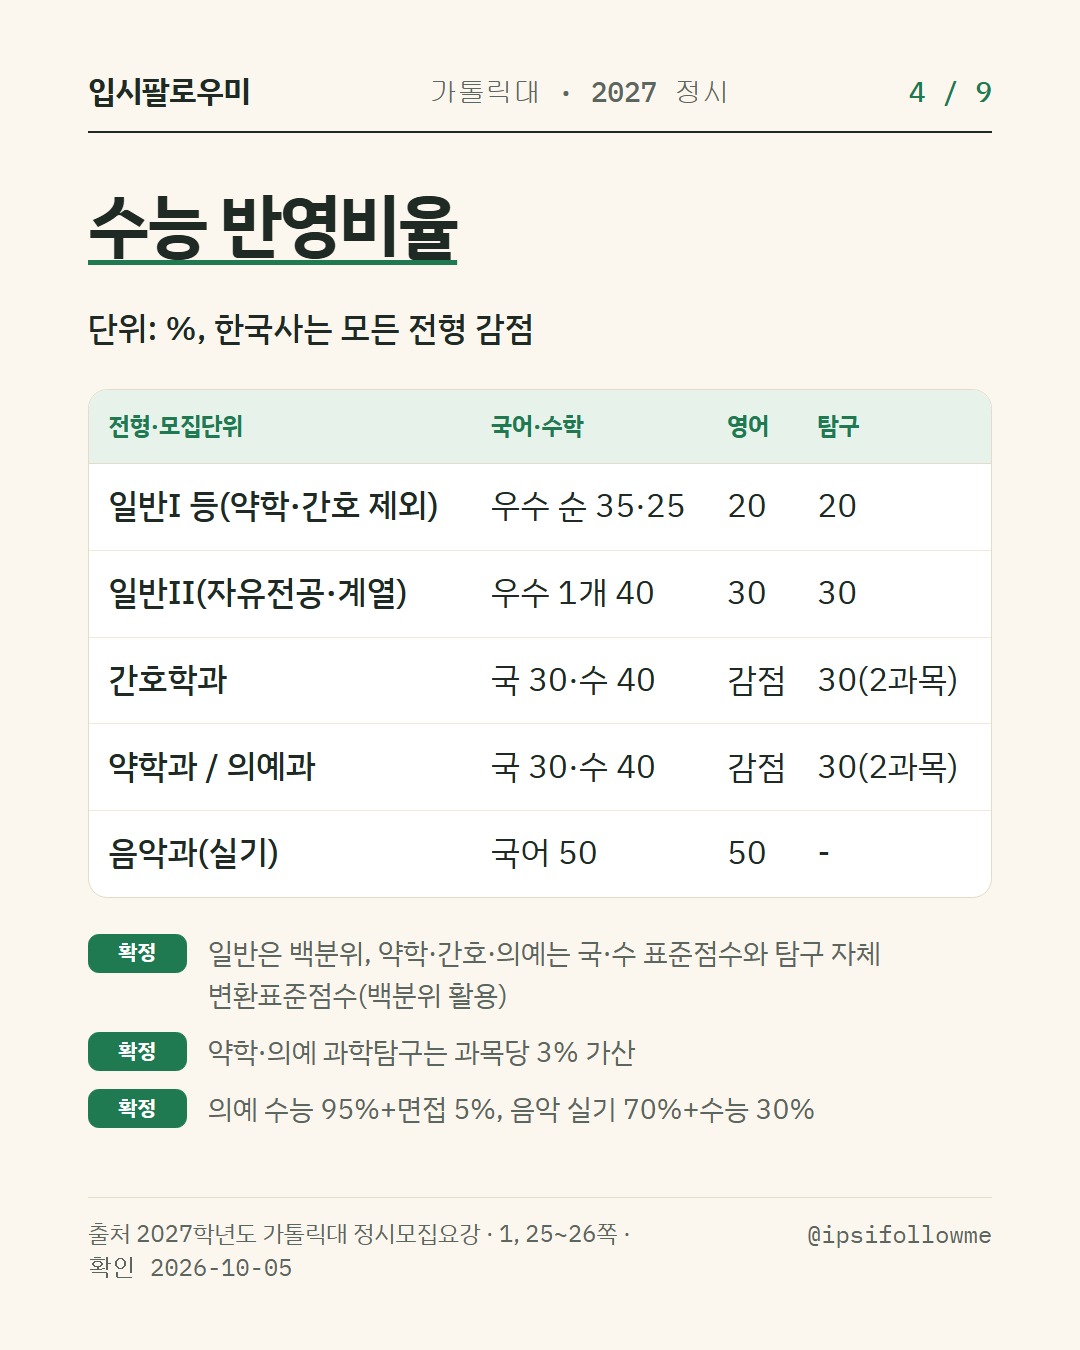 입시팔로우미
가톨릭대 · 2027 정시
4 / 9
수능 반영비율
단위: %, 한국사는 모든 전형 감점
전형·모집단위 국어·수학 영어 탐구
일반I 등(약학·간호 제외) 우수 순 35·25 20 20
일반II(자유전공·계열) 우수 1개 40 30 30
간호학과 국 30·수 40 감점 30(2과목)
약학과 / 의예과 국 30·수 40 감점 30(2과목)
음악과(실기) 국어 50 50 -
확정 일반은 백분위, 약학·간호·의예는 국·수 표준점수와 탐구 자체
변환표준점수(백분위 활용)
확정 약학·의예 과학탐구는 과목당 3% 가산
확정 의예 수능 95%+면접 5%, 음악 실기 70%+수능 30%
출처 2027학년도 가톨릭대 정시모집요강 · 1, 25~26쪽 ·
확인 2026-10-05
@ipsifollowme